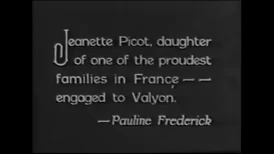 Jeanette Picot, daughter
of one of the proudest
families in France — —
engaged to Valyon.
—Pauline Frederick